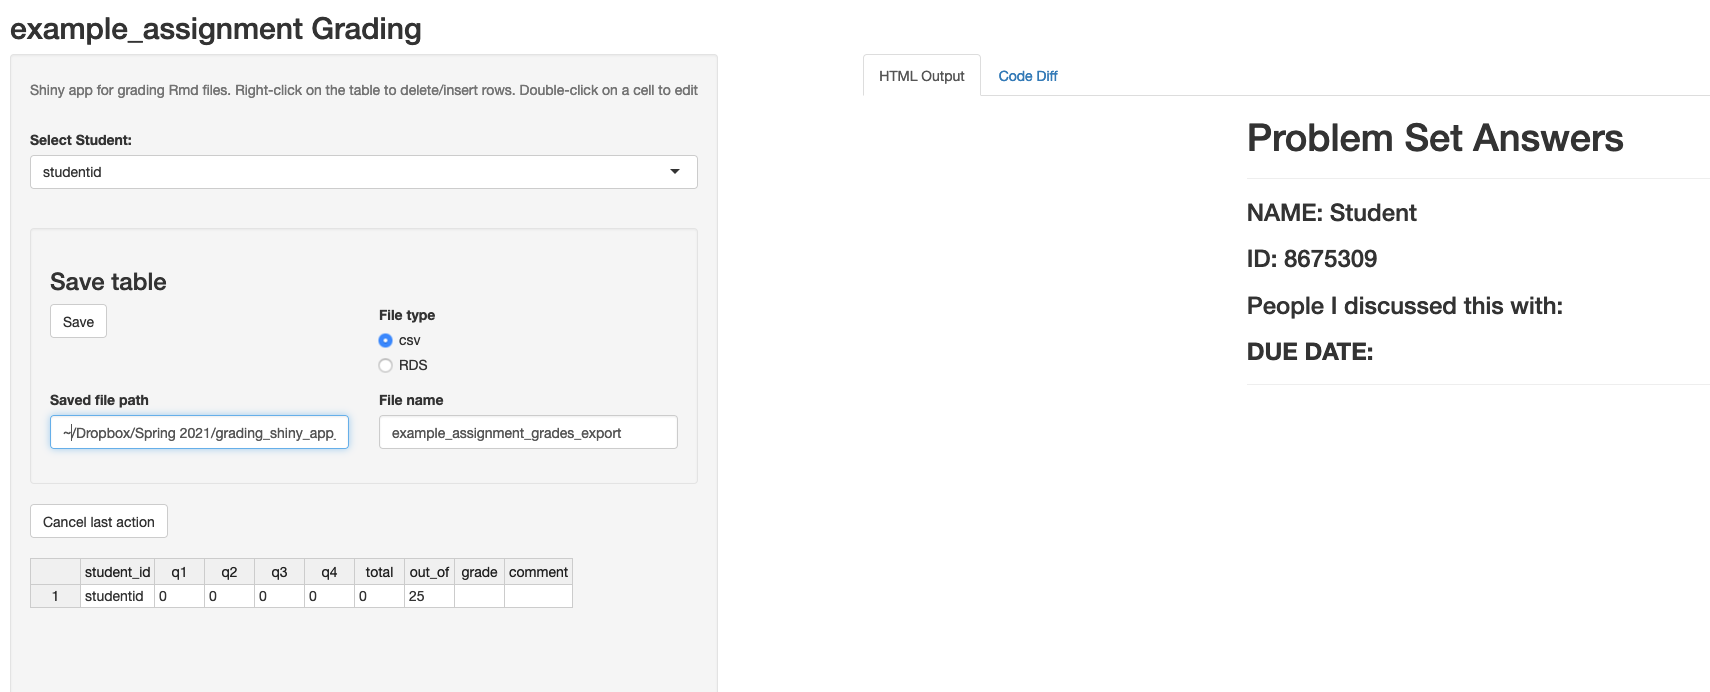 example_assignment Grading
Shiny app for grading Rmd files. Right-click on the table to delete/insert rows. Double-click on a cell to edit
Select Student:
studentid
Save table
Save
File type
csv
RDS
Saved file path
File name
~/Dropbox/Spring 2021/grading_shiny_app_
example_assignment_grades_export
Cancel last action
student_id q1 q2 q3 q4 total out_of grade comment
1 studentid 0 0 0 0 0 25
HTML Output Code Diff
Problem Set Answers
NAME: Student
ID: 8675309
People I discussed this with:
DUE DATE: